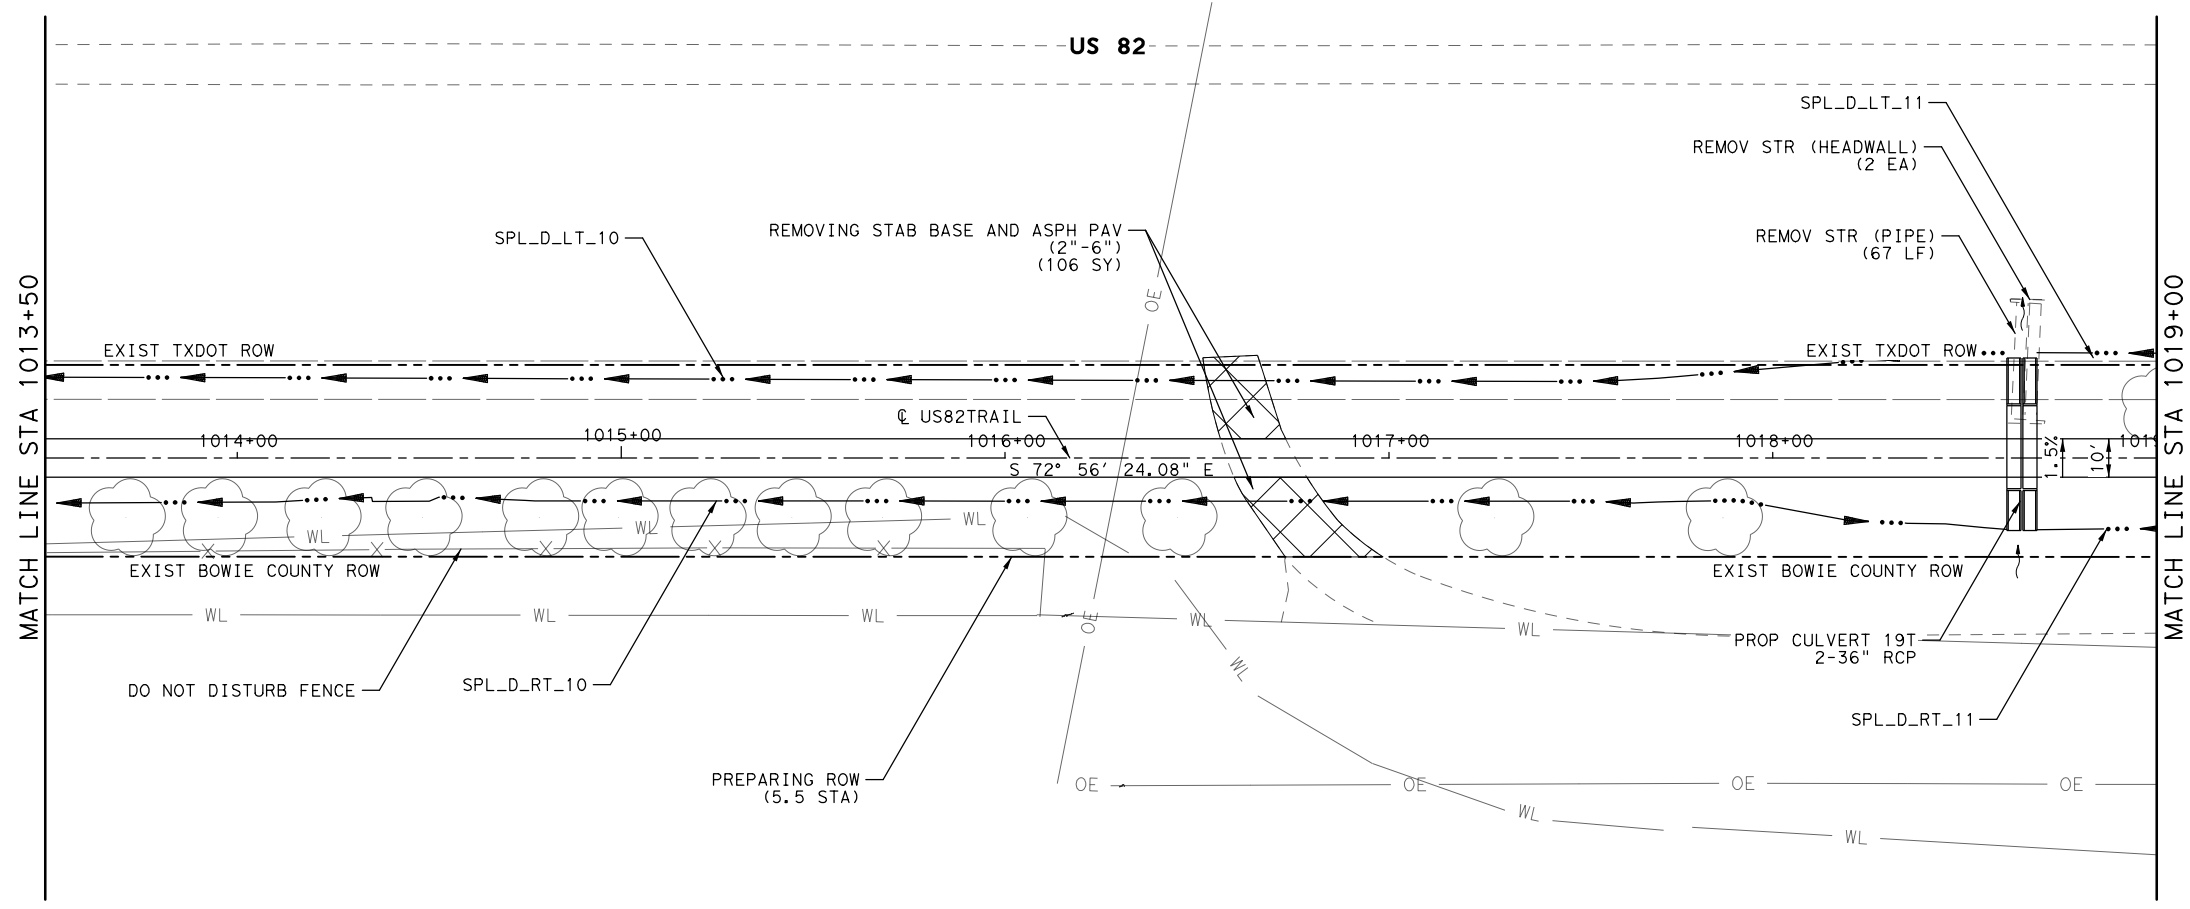 US 82
SPL_D_LT_11
REMOV STR (HEADWALL)
(2 EA)
REMOVING STAB BASE AND ASPH PAV
(2"-6")
(106 SY)
SPL_D_LT_10
REMOV STR (PIPE)
(67 LF)
OE
MATCH LINE STA 1013+50
MATCH LINE STA 1019+00
EXIST TXDOT ROW
EXIST TXDOT ROW
℄ US82TRAIL
1014+00
1015+00
1016+00
1017+00
1018+00
1019
1.5%
10'
S 72° 56' 24.08" E
WL
WL
WL
EXIST BOWIE COUNTY ROW
EXIST BOWIE COUNTY ROW
WL
WL
WL
OE
WL
WL
PROP CULVERT 19T
2-36" RCP
WL
DO NOT DISTURB FENCE
SPL_D_RT_10
SPL_D_RT_11
PREPARING ROW
(5.5 STA)
OE
OE
OE
OE
WL
WL